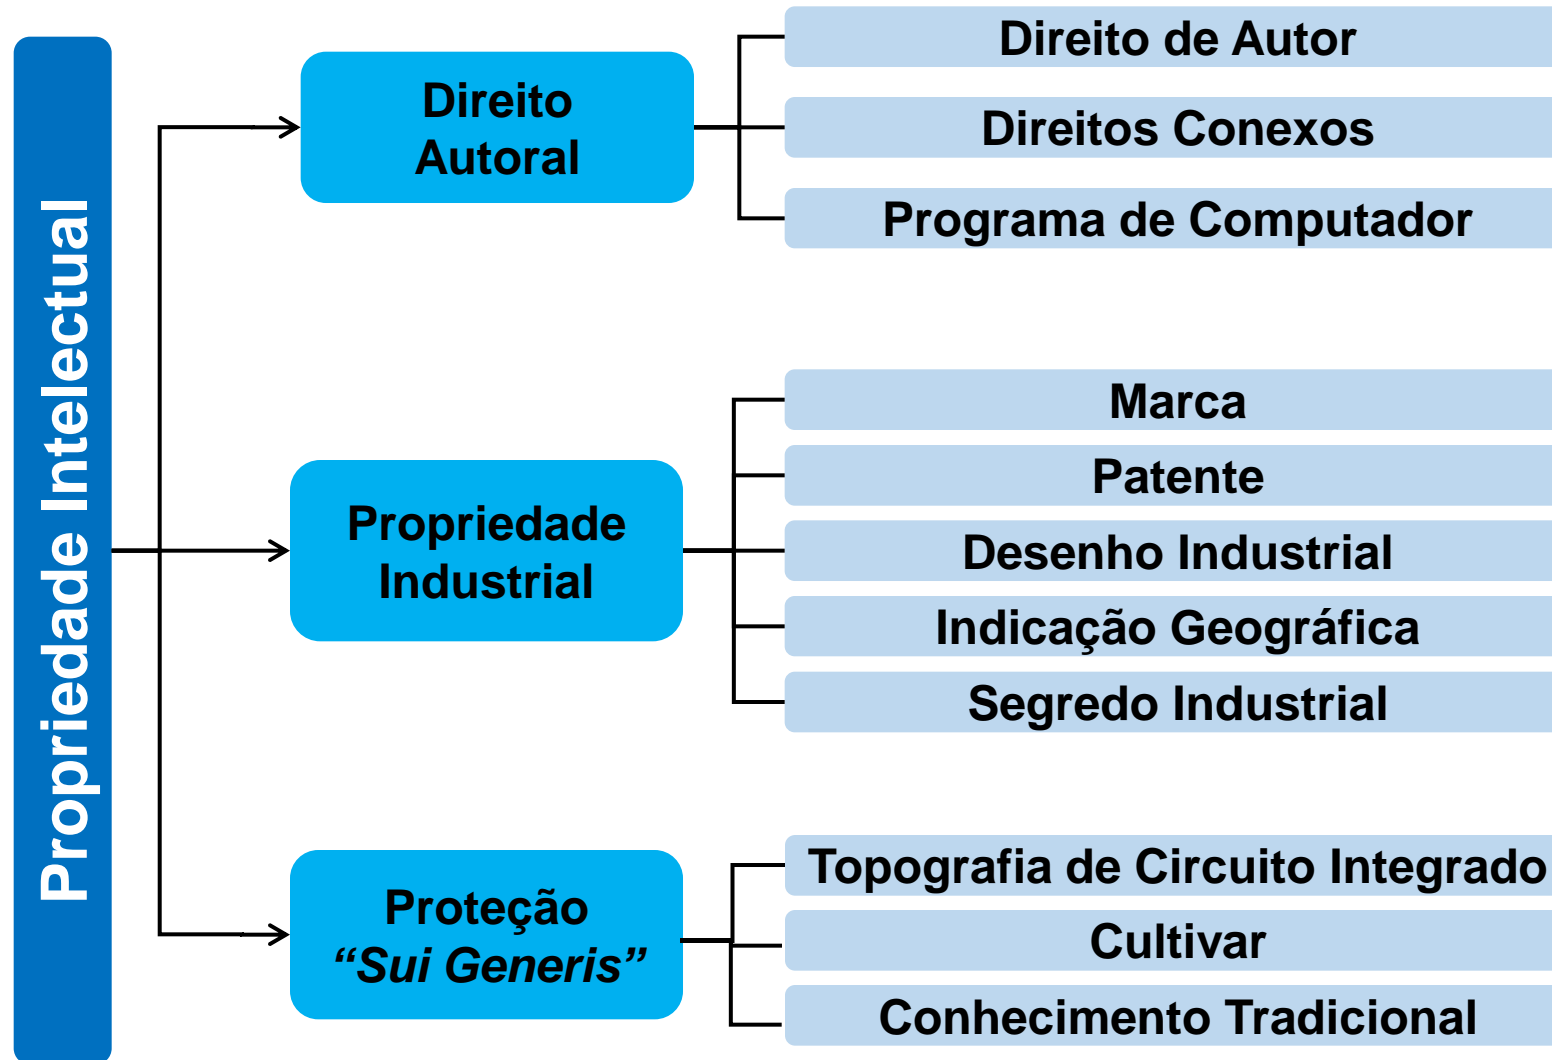 Propriedade Intelectual
Direito
Autoral
Direito de Autor
Direitos Conexos
Programa de Computador
Propriedade
Industrial
Marca
Patente
Desenho Industrial
Indicação Geográfica
Segredo Industrial
Proteção
“Sui Generis”
Topografia de Circuito Integrado
Cultivar
Conhecimento Tradicional